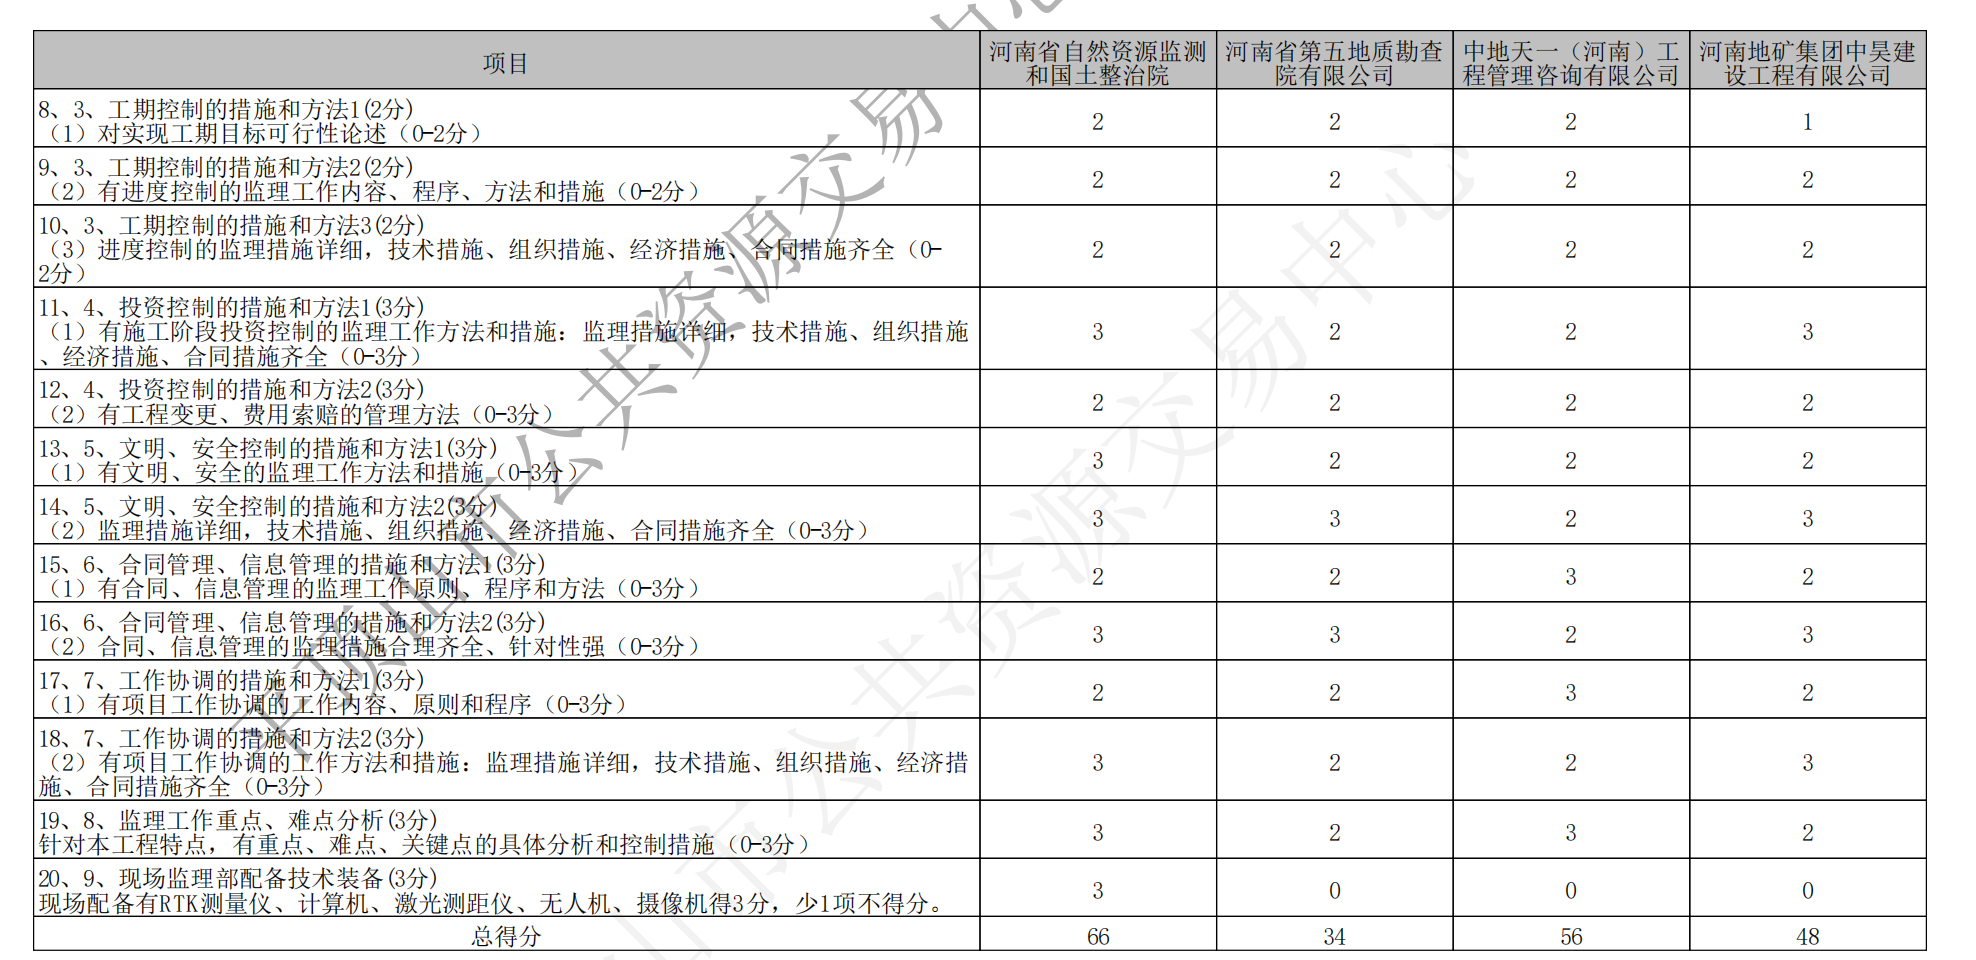 项目
河南省自然资源监测
和国土整治院
河南省第五地质勘查
院有限公司
中地天一（河南）工
程管理咨询有限公司
河南地矿集团中昊建
设工程有限公司
8、3、工期控制的措施和方法1(2分)
（1）对实现工期目标可行性论述（0-2分）
2
2
2
1
9、3、工期控制的措施和方法2(2分)
（2）有进度控制的监理工作内容、程序、方法和措施（0-2分）
2
2
2
2
10、3、工期控制的措施和方法3(2分)
（3）进度控制的监理措施详细，技术措施、组织措施、经济措施、合同措施齐全（0-
2分）
2
2
2
2
11、4、投资控制的措施和方法1(3分)
（1）有施工阶段投资控制的监理工作方法和措施：监理措施详细，技术措施、组织措施
、经济措施、合同措施齐全（0-3分）
3
2
2
3
12、4、投资控制的措施和方法2(3分)
（2）有工程变更、费用索赔的管理方法（0-3分）
2
2
2
2
13、5、文明、安全控制的措施和方法1(3分)
（1）有文明、安全的监理工作方法和措施（0-3分）
3
2
2
2
14、5、文明、安全控制的措施和方法2(3分)
（2）监理措施详细，技术措施、组织措施、经济措施、合同措施齐全（0-3分）
3
3
2
3
15、6、合同管理、信息管理的措施和方法1(3分)
（1）有合同、信息管理的监理工作原则、程序和方法（0-3分）
2
2
3
2
16、6、合同管理、信息管理的措施和方法2(3分)
（2）合同、信息管理的监理措施合理齐全、针对性强（0-3分）
3
3
2
3
17、7、工作协调的措施和方法1(3分)
（1）有项目工作协调的工作内容、原则和程序（0-3分）
2
2
3
2
18、7、工作协调的措施和方法2(3分)
（2）有项目工作协调的工作方法和措施：监理措施详细，技术措施、组织措施、经济措
施、合同措施齐全（0-3分）
3
2
2
3
19、8、监理工作重点、难点分析(3分)
针对本工程特点，有重点、难点、关键点的具体分析和控制措施（0-3分）
3
2
3
2
20、9、现场监理部配备技术装备(3分)
现场配备有RTK测量仪、计算机、激光测距仪、无人机、摄像机得3分，少1项不得分。
3
0
0
0
总得分
66
34
56
48
平顶山市公共资源交易中心
山市公共资源交易中心